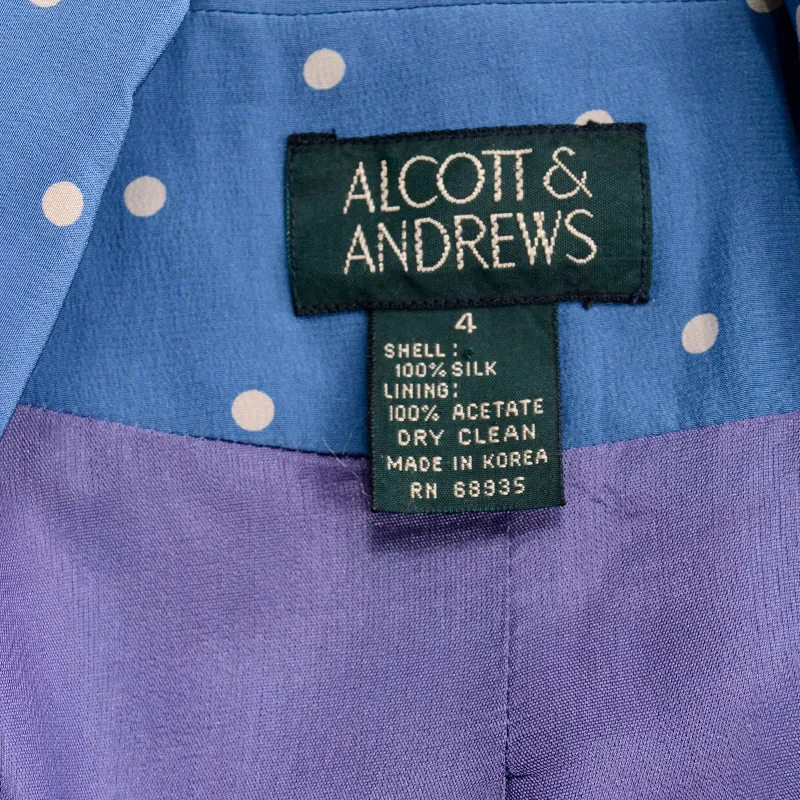 ALCOTT &
ANDREWS
4
SHELL:
100% SILK
LINING:
100% ACETATE
DRY CLEAN
MADE IN KOREA
RN 68935